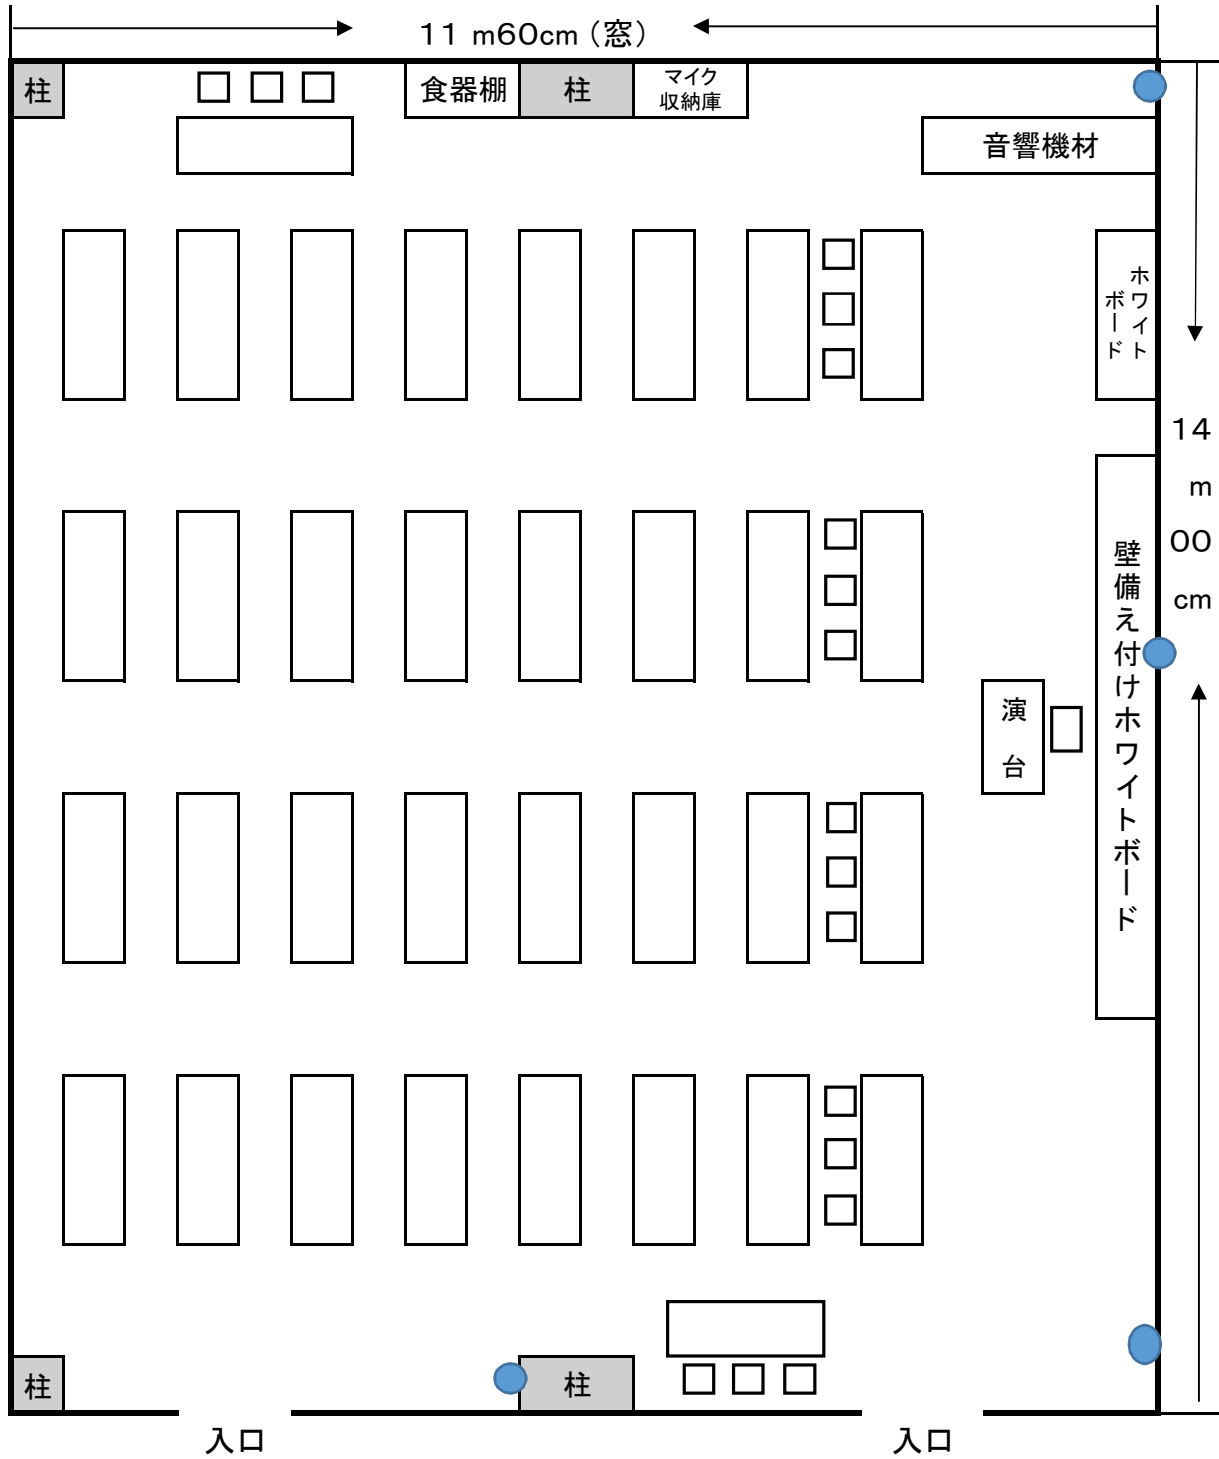 11 m60cm（窓）
柱
食器棚
柱
マイク
収納庫
音響機材
ホワイト
ボード
14
m
00
cm
壁備え付けホワイトボード
演
台
柱
柱
入口
入口